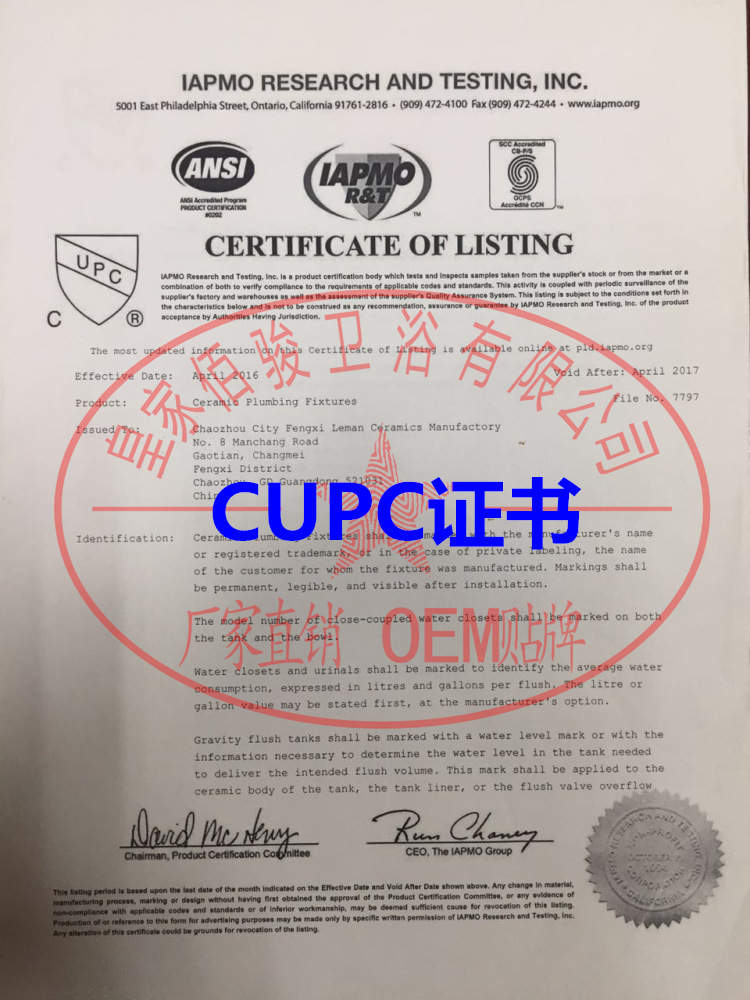 IAPMO RESEARCH AND TESTING, INC.
5001 East Philadelphia Street, Ontario, California 91761-2816 • (909) 472-4100 Fax (909) 472-4244 • www.iapmo.org
ANSI
ANSI Accredited Program
PRODUCT CERTIFICATION
#0202
IAPMO
R&T
TM
SCC Accredited
CB-P/S
OCPS
Accrédité CCN
TM
UPC
C
®
CERTIFICATE OF LISTING
IAPMO Research and Testing, Inc. is a product certification body which tests and inspects samples taken from the supplier's stock or from the market or a
combination of both to verify compliance to the requirements of applicable codes and standards. This activity is coupled with periodic surveillance of the
supplier's factory and warehouses as well as the assessment of the supplier's Quality Assurance System. This listing is subject to the conditions set forth in
the characteristics below and is not to be construed as any recommendation, assurance or guarantee by IAPMO Research and Testing, Inc. of the product
acceptance by Authorities Having Jurisdiction.
The most updated information on this Certificate of Listing is available online at pld.iapmo.org
Effective Date: April 2016 Void After: April 2017
Product: Ceramic Plumbing Fixtures File No. 7797
皇家佰骏卫浴有限公司
Issued To: Chaozhou City Fengxi Leman Ceramics Manufactory
No. 8 Manchang Road
Gaotian, Changmei
Fengxi District
Chaozhou, GD Guangdong 521031
CUPC证书
Identification: Ceramic Plumbing Fixtures shall be marked with the manufacturer's name
or registered trademark, or in the case of private labeling, the name
of the customer for whom the fixture was manufactured. Markings shall
be permanent, legible, and visible after installation.
厂家直销 OEM贴牌
The model number of close-coupled water closets shall be marked on both
the tank and the bowl.
Water closets and urinals shall be marked to identify the average water
consumption, expressed in litres and gallons per flush. The litre or
gallon value may be stated first, at the manufacturer's option.
Gravity flush tanks shall be marked with a water level mark or with the
information necessary to determine the water level in the tank needed
to deliver the intended flush volume. This mark shall be applied to the
ceramic body of the tank, the tank liner, or the flush valve overflow
Chairman, Product Certification Committee
CEO, The IAPMO Group
This listing period is based upon the last date of the month indicated on the Effective Date and Void After Date shown above. Any change in material,
manufacturing process, marking or design without having first obtained the approval of the Product Certification Committee, or any evidence of
non-compliance with applicable codes and standards or of inferior workmanship, may be deemed sufficient cause for revocation of this listing.
Production of or reference to this form for advertising purposes may be made only by specific written permission of IAPMO Research and Testing, Inc.
Any alteration of this certificate could be grounds for revocation of the listing.